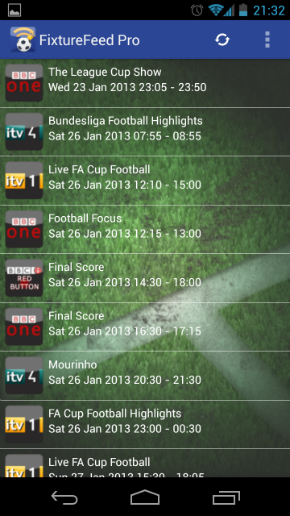 21:32
FixtureFeed Pro
BBC
one
The League Cup Show
Wed 23 Jan 2013 23:05 - 23:50
itv 4
Bundesliga Football Highlights
Sat 26 Jan 2013 07:55 - 08:55
itv 1
Live FA Cup Football
Sat 26 Jan 2013 12:10 - 15:00
BBC
one
Football Focus
Sat 26 Jan 2013 12:15 - 13:00
BBC
RED
BUTTON
Final Score
Sat 26 Jan 2013 14:30 - 18:00
BBC
one
Final Score
Sat 26 Jan 2013 16:30 - 17:15
itv 4
Mourinho
Sat 26 Jan 2013 20:30 - 21:30
itv 1
FA Cup Football Highlights
Sat 26 Jan 2013 23:00 - 00:30
itv 1
Live FA Cup Football
Sun 27 Jan 2013 15:30 - 18:05